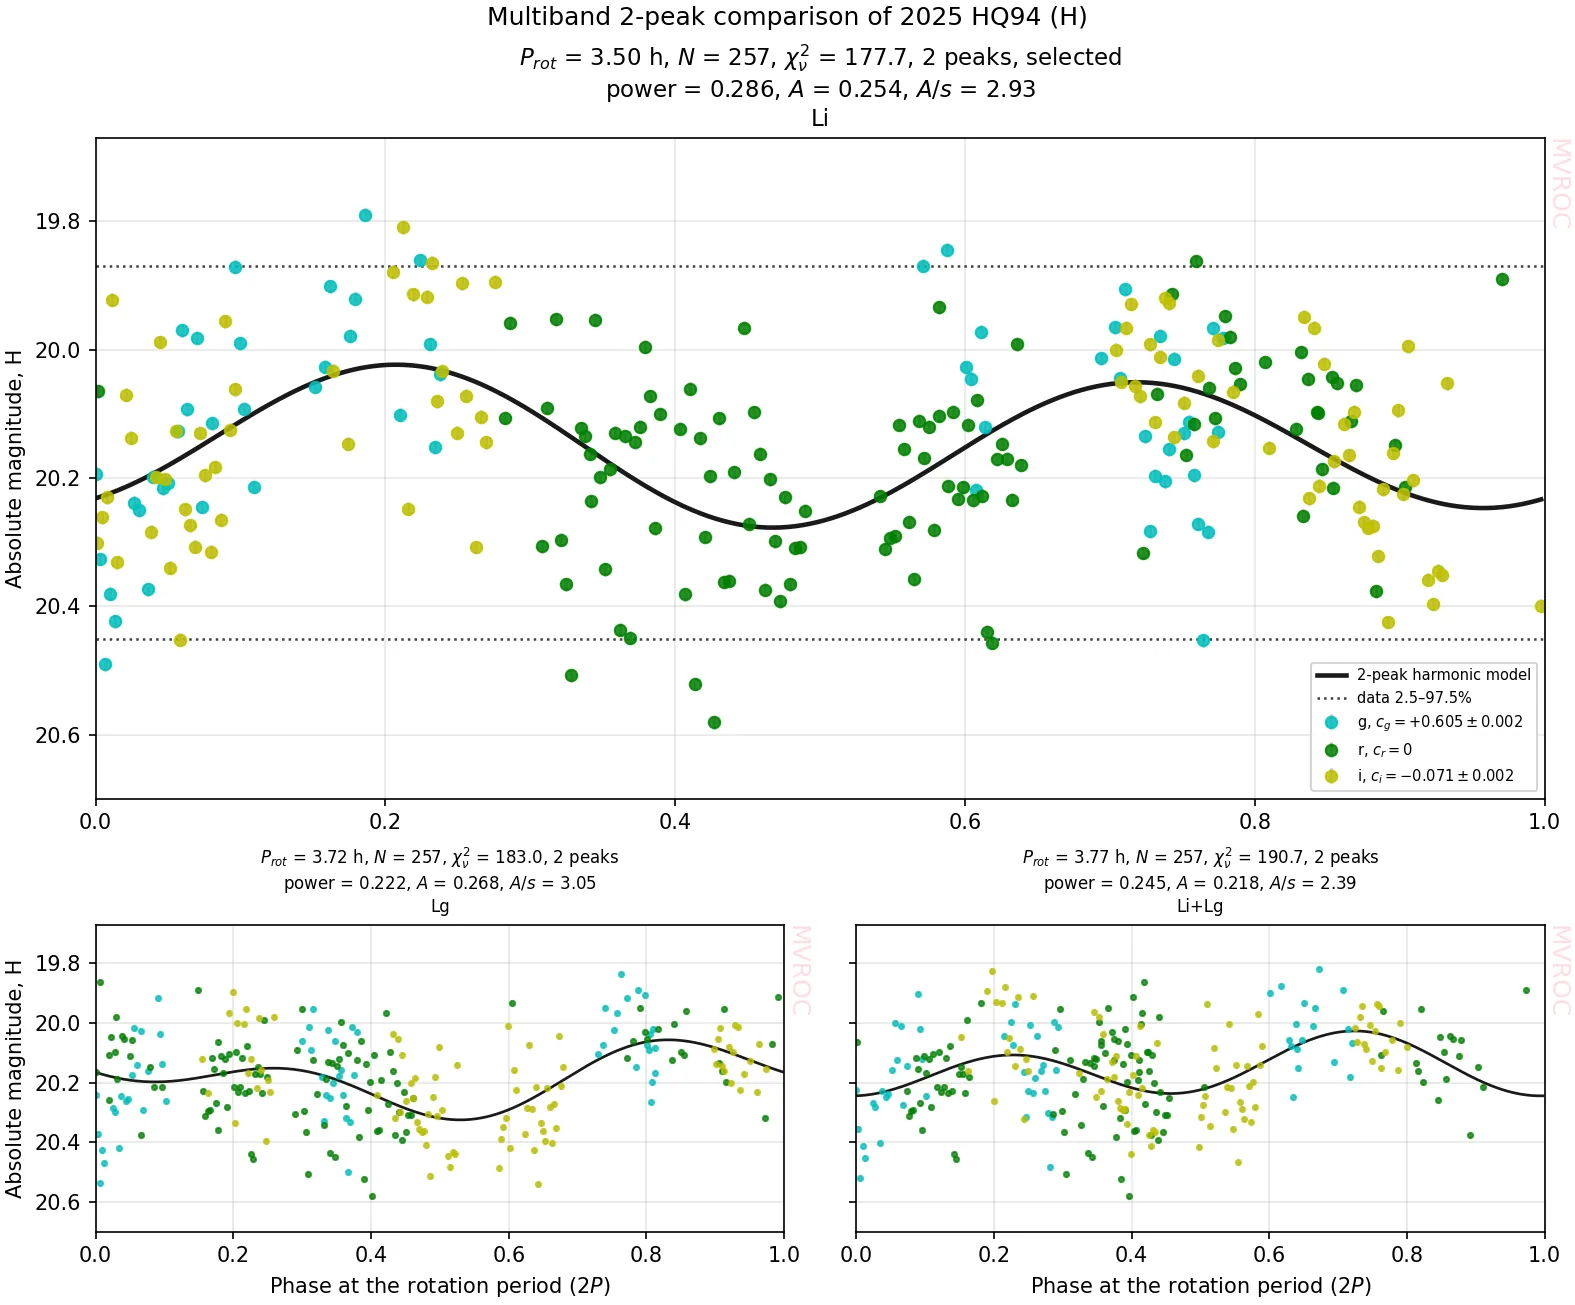 Multiband 2-peak comparison of 2025 HQ94 (H)
P_rot = 3.50 h, N = 257, χ²_ν = 177.7, 2 peaks, selected
power = 0.286, A = 0.254, A/s = 2.93
Li
MVROC
Absolute magnitude, H
19.8
20.0
20.2
20.4
20.6
2-peak harmonic model
data 2.5–97.5%
g, c_g = +0.605 ± 0.002
r, c_r = 0
i, c_i = −0.071 ± 0.002
0.0 0.2 0.4 0.6 0.8 1.0
P_rot = 3.72 h, N = 257, χ²_ν = 183.0, 2 peaks
power = 0.222, A = 0.268, A/s = 3.05
Lg
MVROC
Absolute magnitude, H
19.8
20.0
20.2
20.4
20.6
0.0 0.2 0.4 0.6 0.8 1.0
Phase at the rotation period (2P)
P_rot = 3.77 h, N = 257, χ²_ν = 190.7, 2 peaks
power = 0.245, A = 0.218, A/s = 2.39
Li+Lg
MVROC
0.0 0.2 0.4 0.6 0.8 1.0
Phase at the rotation period (2P)